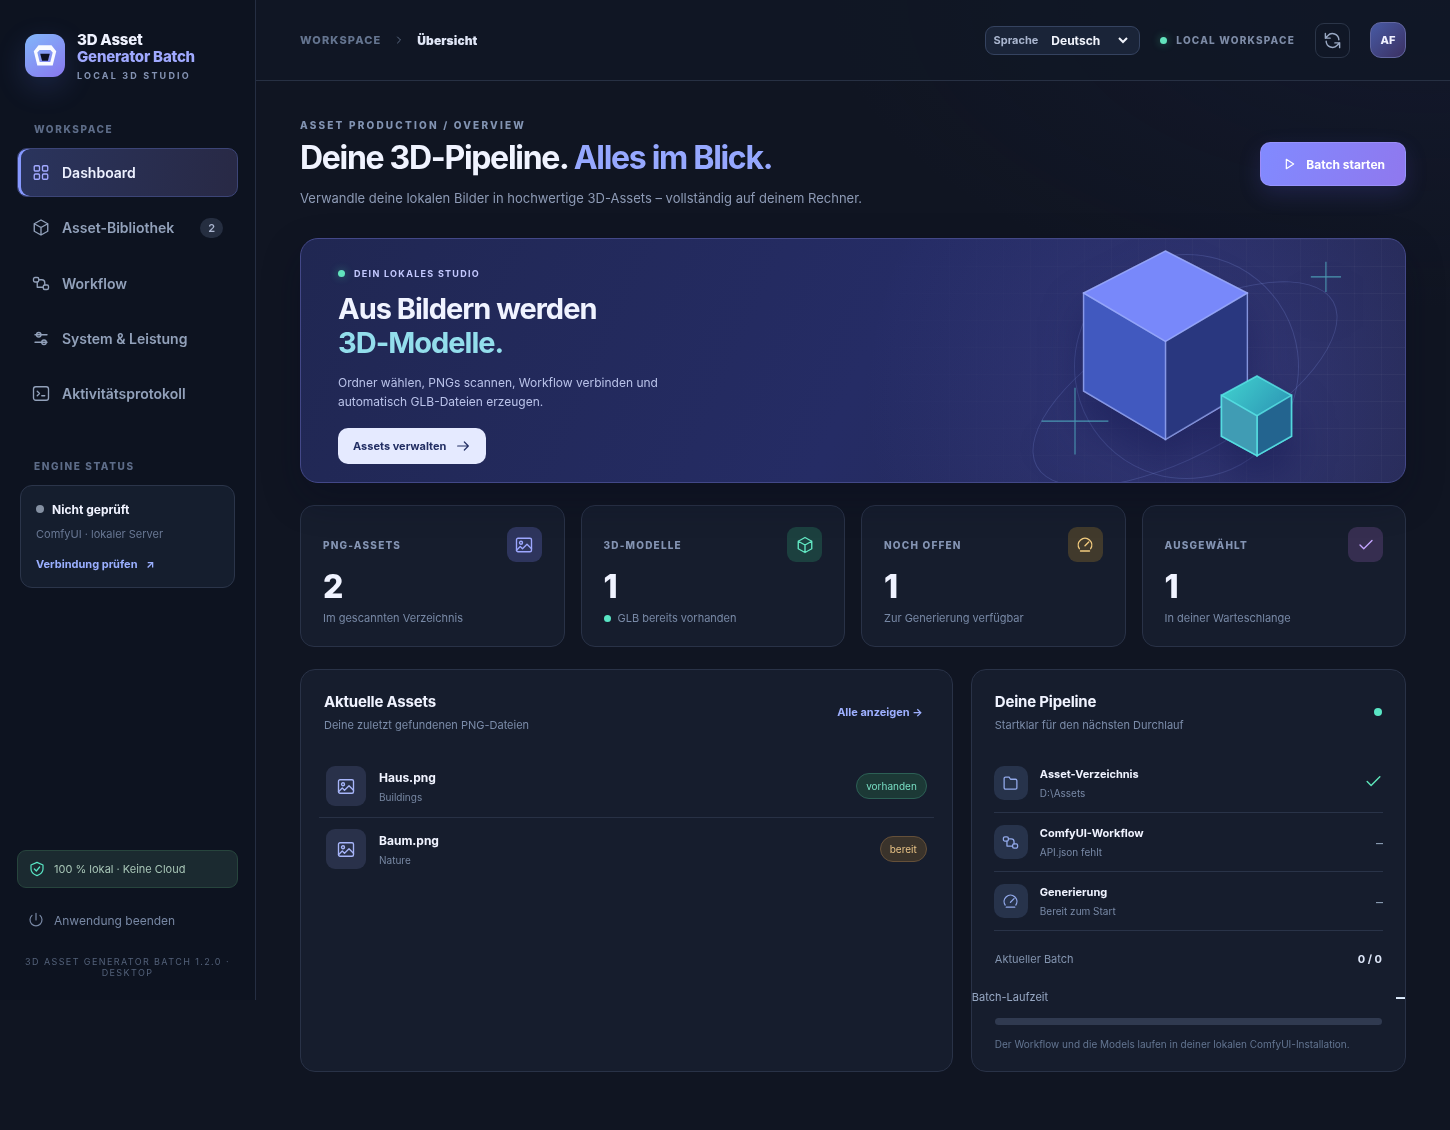 3D Asset
Generator Batch
LOCAL 3D STUDIO
WORKSPACE
Dashboard
Asset-Bibliothek 2
Workflow
System & Leistung
Aktivitätsprotokoll
ENGINE STATUS
Nicht geprüft
ComfyUI · lokaler Server
Verbindung prüfen
100 % lokal · Keine Cloud
Anwendung beenden
3D ASSET GENERATOR BATCH 1.2.0 ·
DESKTOP
WORKSPACE Übersicht
Sprache Deutsch
LOCAL WORKSPACE
AF
ASSET PRODUCTION / OVERVIEW
Deine 3D-Pipeline. Alles im Blick.
Verwandle deine lokalen Bilder in hochwertige 3D-Assets – vollständig auf deinem Rechner.
Batch starten
DEIN LOKALES STUDIO
Aus Bildern werden
3D-Modelle.
Ordner wählen, PNGs scannen, Workflow verbinden und
automatisch GLB-Dateien erzeugen.
Assets verwalten →
PNG-ASSETS
2
Im gescannten Verzeichnis
3D-MODELLE
1
GLB bereits vorhanden
NOCH OFFEN
1
Zur Generierung verfügbar
AUSGEWÄHLT
1
In deiner Warteschlange
Aktuelle Assets
Deine zuletzt gefundenen PNG-Dateien
Alle anzeigen →
Haus.png
Buildings
vorhanden
Baum.png
Nature
bereit
Deine Pipeline
Startklar für den nächsten Durchlauf
Asset-Verzeichnis
D:\Assets
ComfyUI-Workflow
API.json fehlt
–
Generierung
Bereit zum Start
–
Aktueller Batch 0 / 0
Batch-Laufzeit –
Der Workflow und die Models laufen in deiner lokalen ComfyUI-Installation.